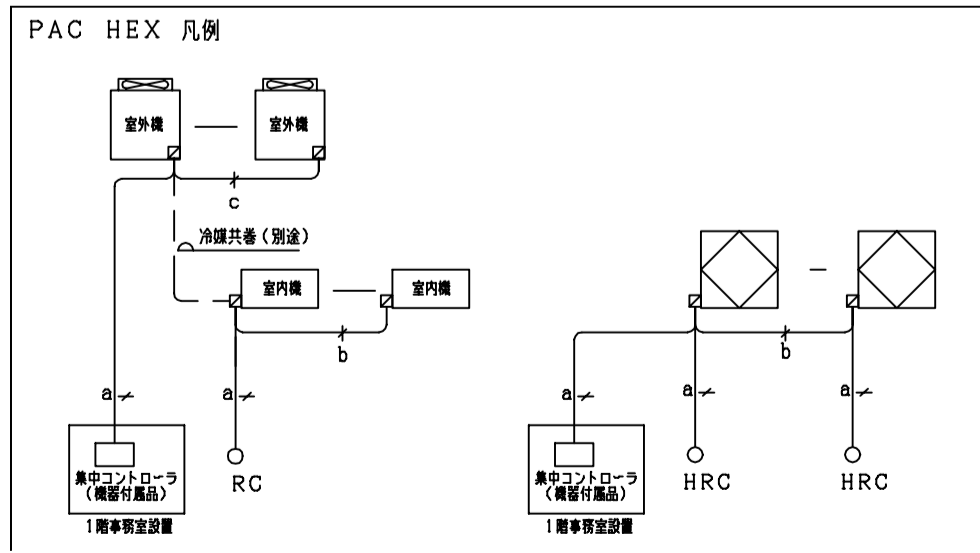 PAC HEX 凡例
室外機
室外機
c
冷媒共巻(別途)
室内機
室内機
b
b
a
a
a
a
集中コントローラ
(機器付属品)
1階事務室設置
RC
集中コントローラ
(機器付属品)
1階事務室設置
HRC
HRC